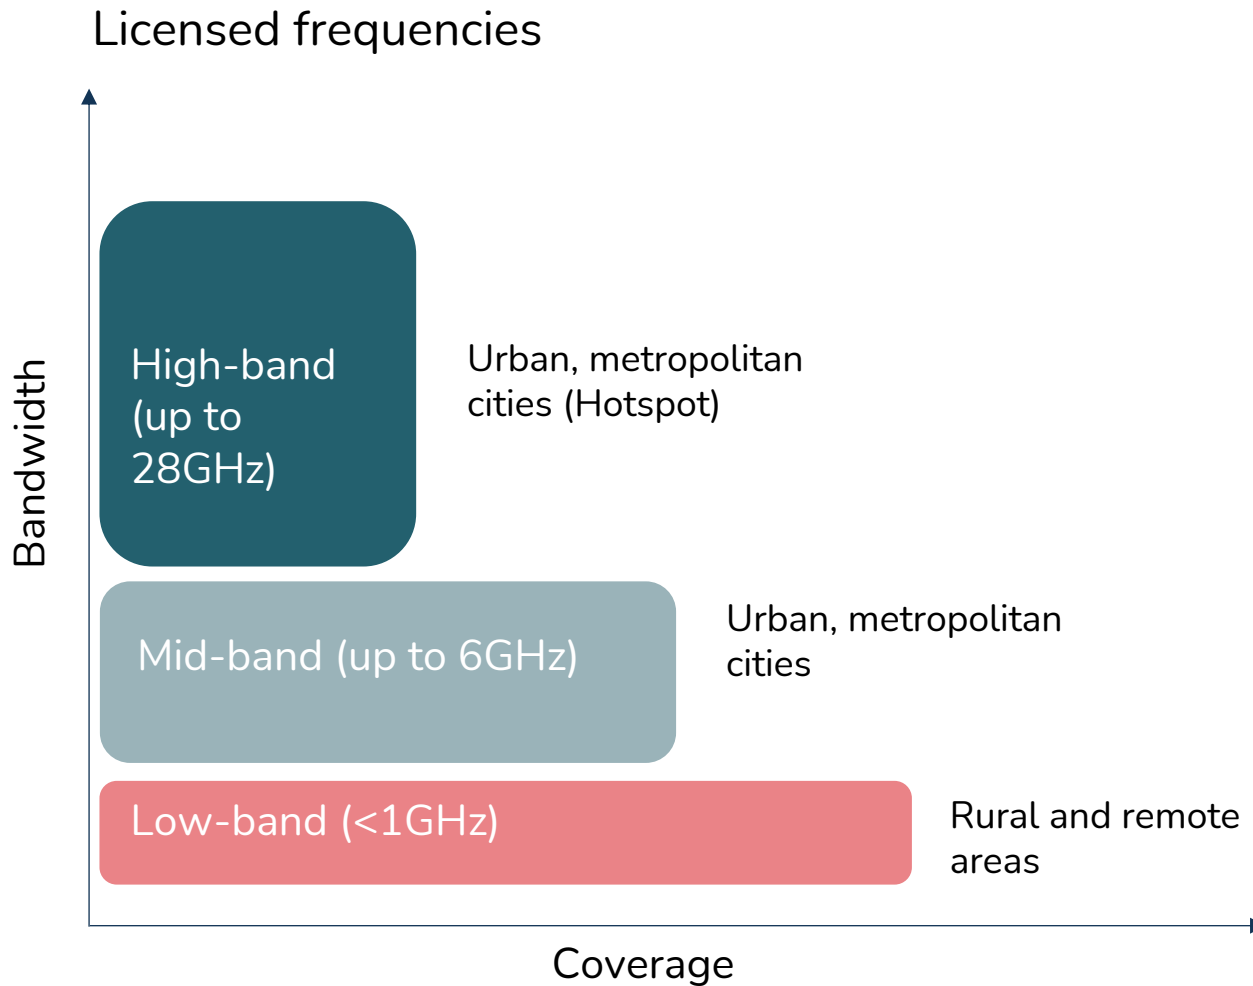 Licensed frequencies
Bandwidth
High-band
(up to
28GHz)
Urban, metropolitan
cities (Hotspot)
Mid-band (up to 6GHz)
Urban, metropolitan
cities
Low-band (<1GHz)
Rural and remote
areas
Coverage